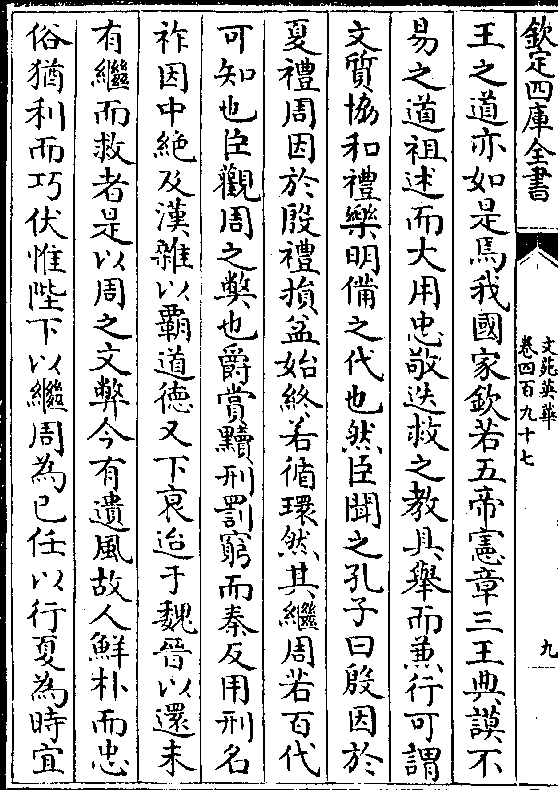 欽定四庫全書
文苑英華
卷四百九十七
九
王之道亦如是焉我國家欽若五帝憲章三王典謨不
易之道祖述而大用忠敬迭救之教具舉而兼行可謂
文質協和禮樂明備之代也然臣聞之孔子曰殷因於
夏禮周因於殷禮損益始終若循環然其繼周若百代
可知也臣觀周之弊也爵賞黷刑罰窮而秦反用刑名
祚因中絶及漢雜以霸道德又下衰迨于魏晉以還未
有繼而救者是以周之文弊今有遺風故人鮮朴而忠
俗猶利而巧伏惟陛下以繼周為已任以行夏為時宜